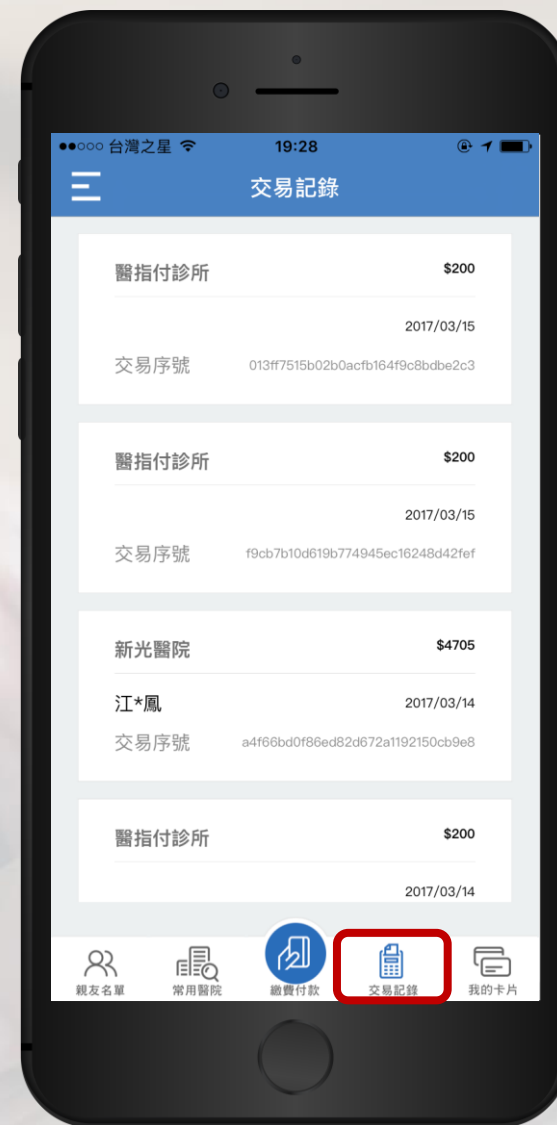 台灣之星
19:28
交易記錄
醫指付診所 $200
2017/03/15
交易序號 013ff7515b02b0acfb164f9c8bdbe2c3
醫指付診所 $200
2017/03/15
交易序號 f9cb7b10d619b774945ec16248d42fef
新光醫院 $4705
江*鳳 2017/03/14
交易序號 a4f66bd0f86ed82d672a1192150cb9e8
醫指付診所 $200
2017/03/14
親友名單 常用醫院 繳費付款 交易記錄 我的卡片